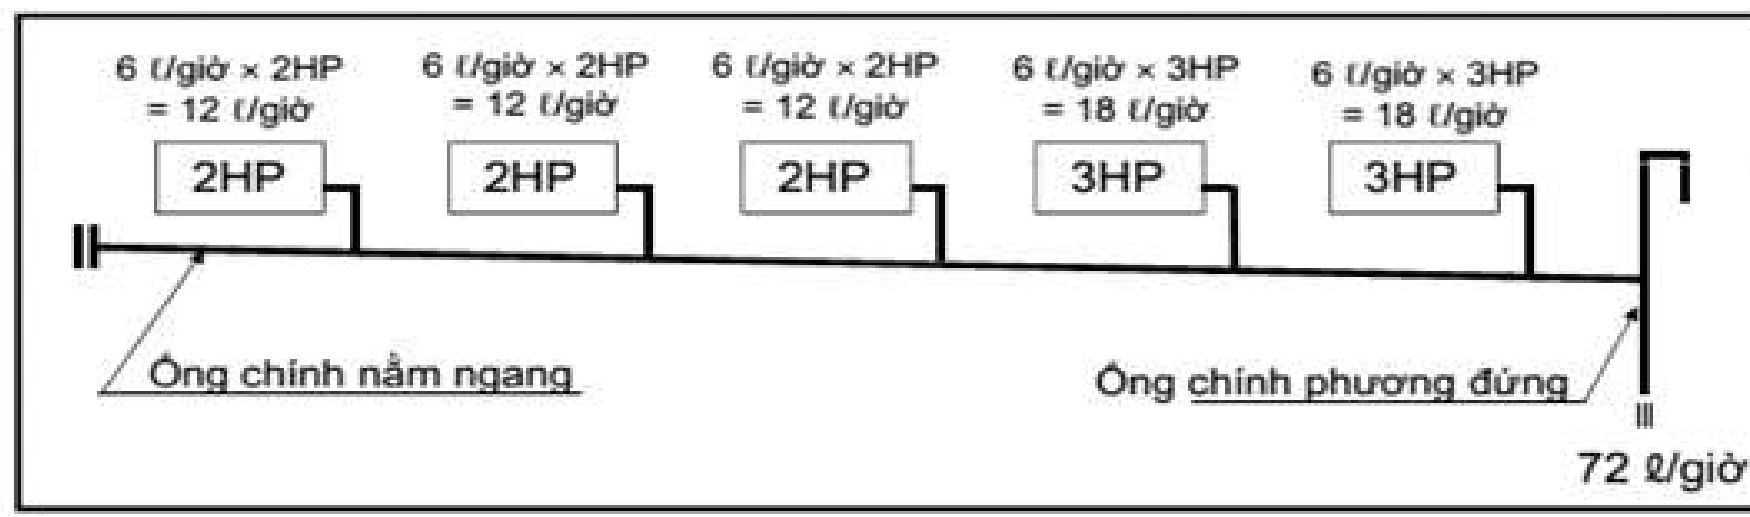 6 ℓ/giờ × 2HP
= 12 ℓ/giờ
6 ℓ/giờ × 2HP
= 12 ℓ/giờ
6 ℓ/giờ × 2HP
= 12 ℓ/giờ
6 ℓ/giờ × 3HP
= 18 ℓ/giờ
6 ℓ/giờ × 3HP
= 18 ℓ/giờ
2HP
2HP
2HP
3HP
3HP
Ông chính nằm ngang
Ông chính phương đứng
72 ℓ/giờ